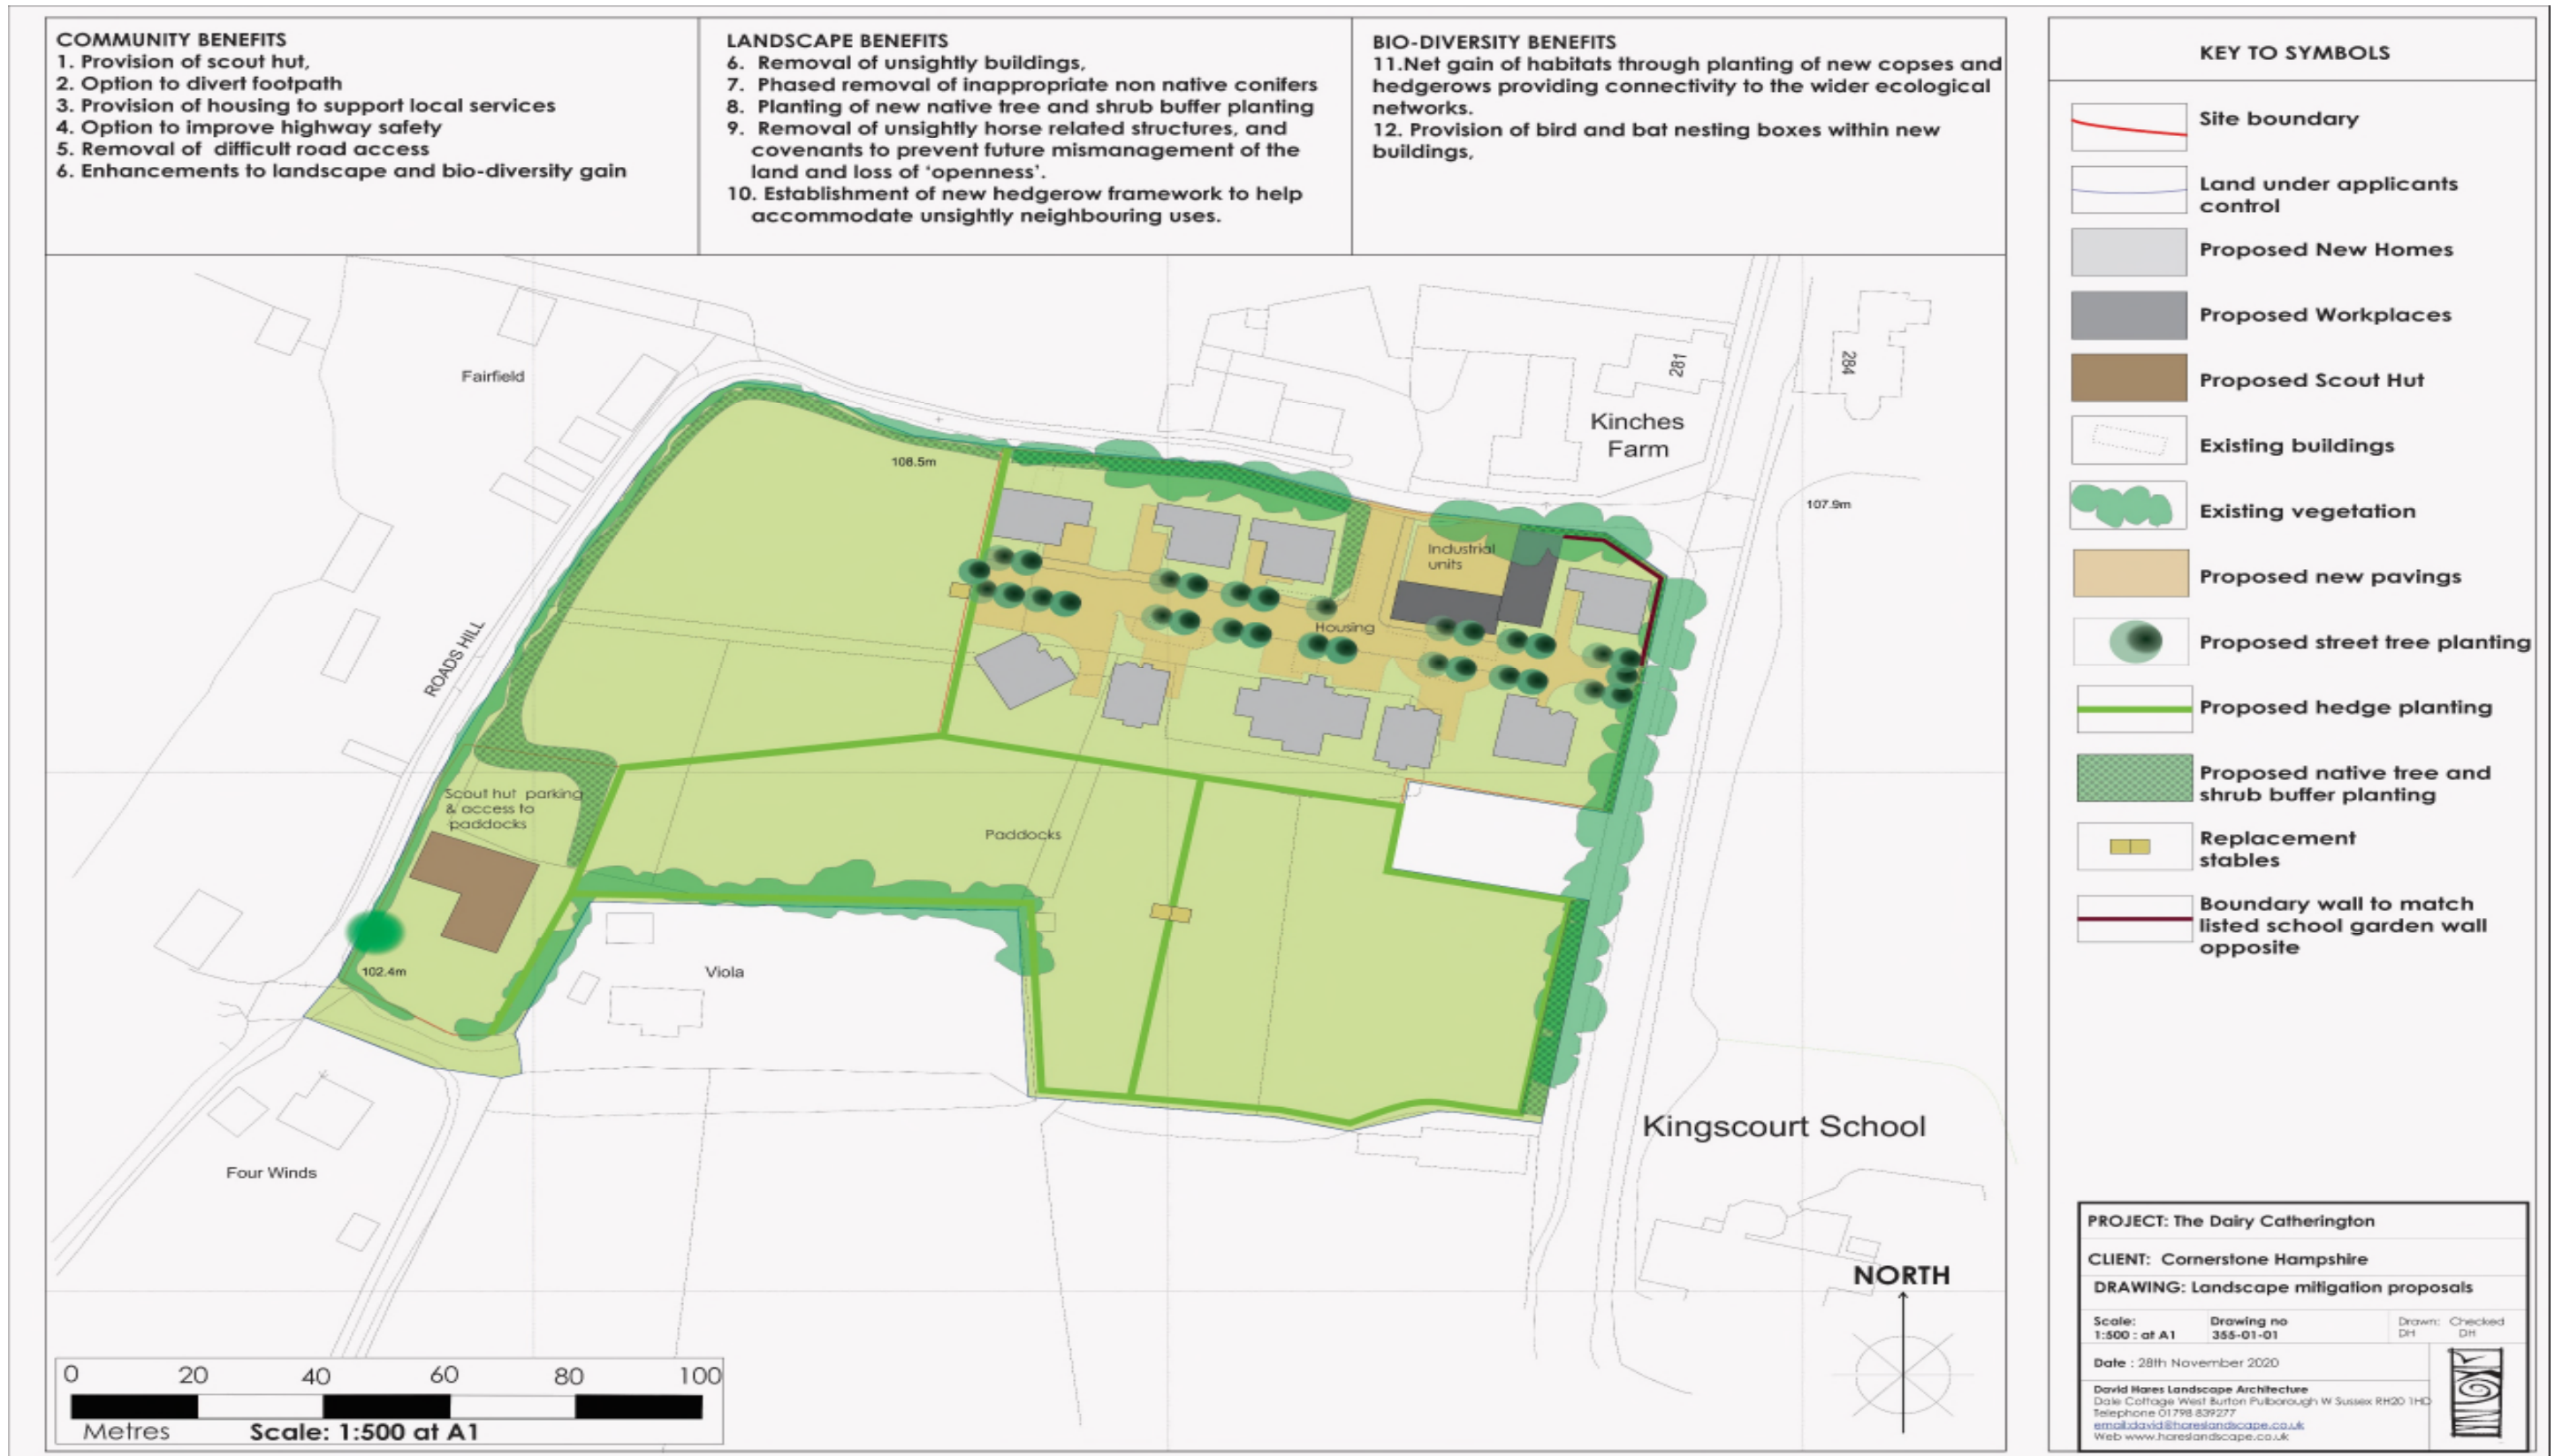 COMMUNITY BENEFITS
1. Provision of scout hut,
2. Option to divert footpath
3. Provision of housing to support local services
4. Option to improve highway safety
5. Removal of difficult road access
6. Enhancements to landscape and bio-diversity gain
LANDSCAPE BENEFITS
6. Removal of unsightly buildings,
7. Phased removal of inappropriate non native conifers
8. Planting of new native tree and shrub buffer planting
9. Removal of unsightly horse related structures, and
covenants to prevent future mismanagement of the
land and loss of ‘openness’.
10. Establishment of new hedgerow framework to help
accommodate unsightly neighbouring uses.
BIO-DIVERSITY BENEFITS
11.Net gain of habitats through planting of new copses and
hedgerows providing connectivity to the wider ecological
networks.
12. Provision of bird and bat nesting boxes within new
buildings,
KEY TO SYMBOLS
Site boundary
Land under applicants
control
Proposed New Homes
Proposed Workplaces
Proposed Scout Hut
Existing buildings
Existing vegetation
Proposed new pavings
Proposed street tree planting
Proposed hedge planting
Proposed native tree and
shrub buffer planting
Replacement
stables
Boundary wall to match
listed school garden wall
opposite
Fairfield
281
284
Kinches
Farm
108.5m
107.9m
Industrial
units
Housing
ROADS HILL
Scout hut parking
& access to
paddocks
Paddocks
102.4m
Viola
Four Winds
Kingscourt School
NORTH
0 20 40 60 80 100
Metres
Scale: 1:500 at A1
PROJECT: The Dairy Catherington
CLIENT: Cornerstone Hampshire
DRAWING: Landscape mitigation proposals
Scale:
1:500 : at A1
Drawing no
355-01-01
Drawn: Checked
DH DH
Date : 28th November 2020
David Hares Landscape Architecture
Dale Cottage West Burton Pulborough W Sussex RH20 1HD
Telephone 01798 839277
email:david@hareslandscape.co.uk
Web www.hareslandscape.co.uk